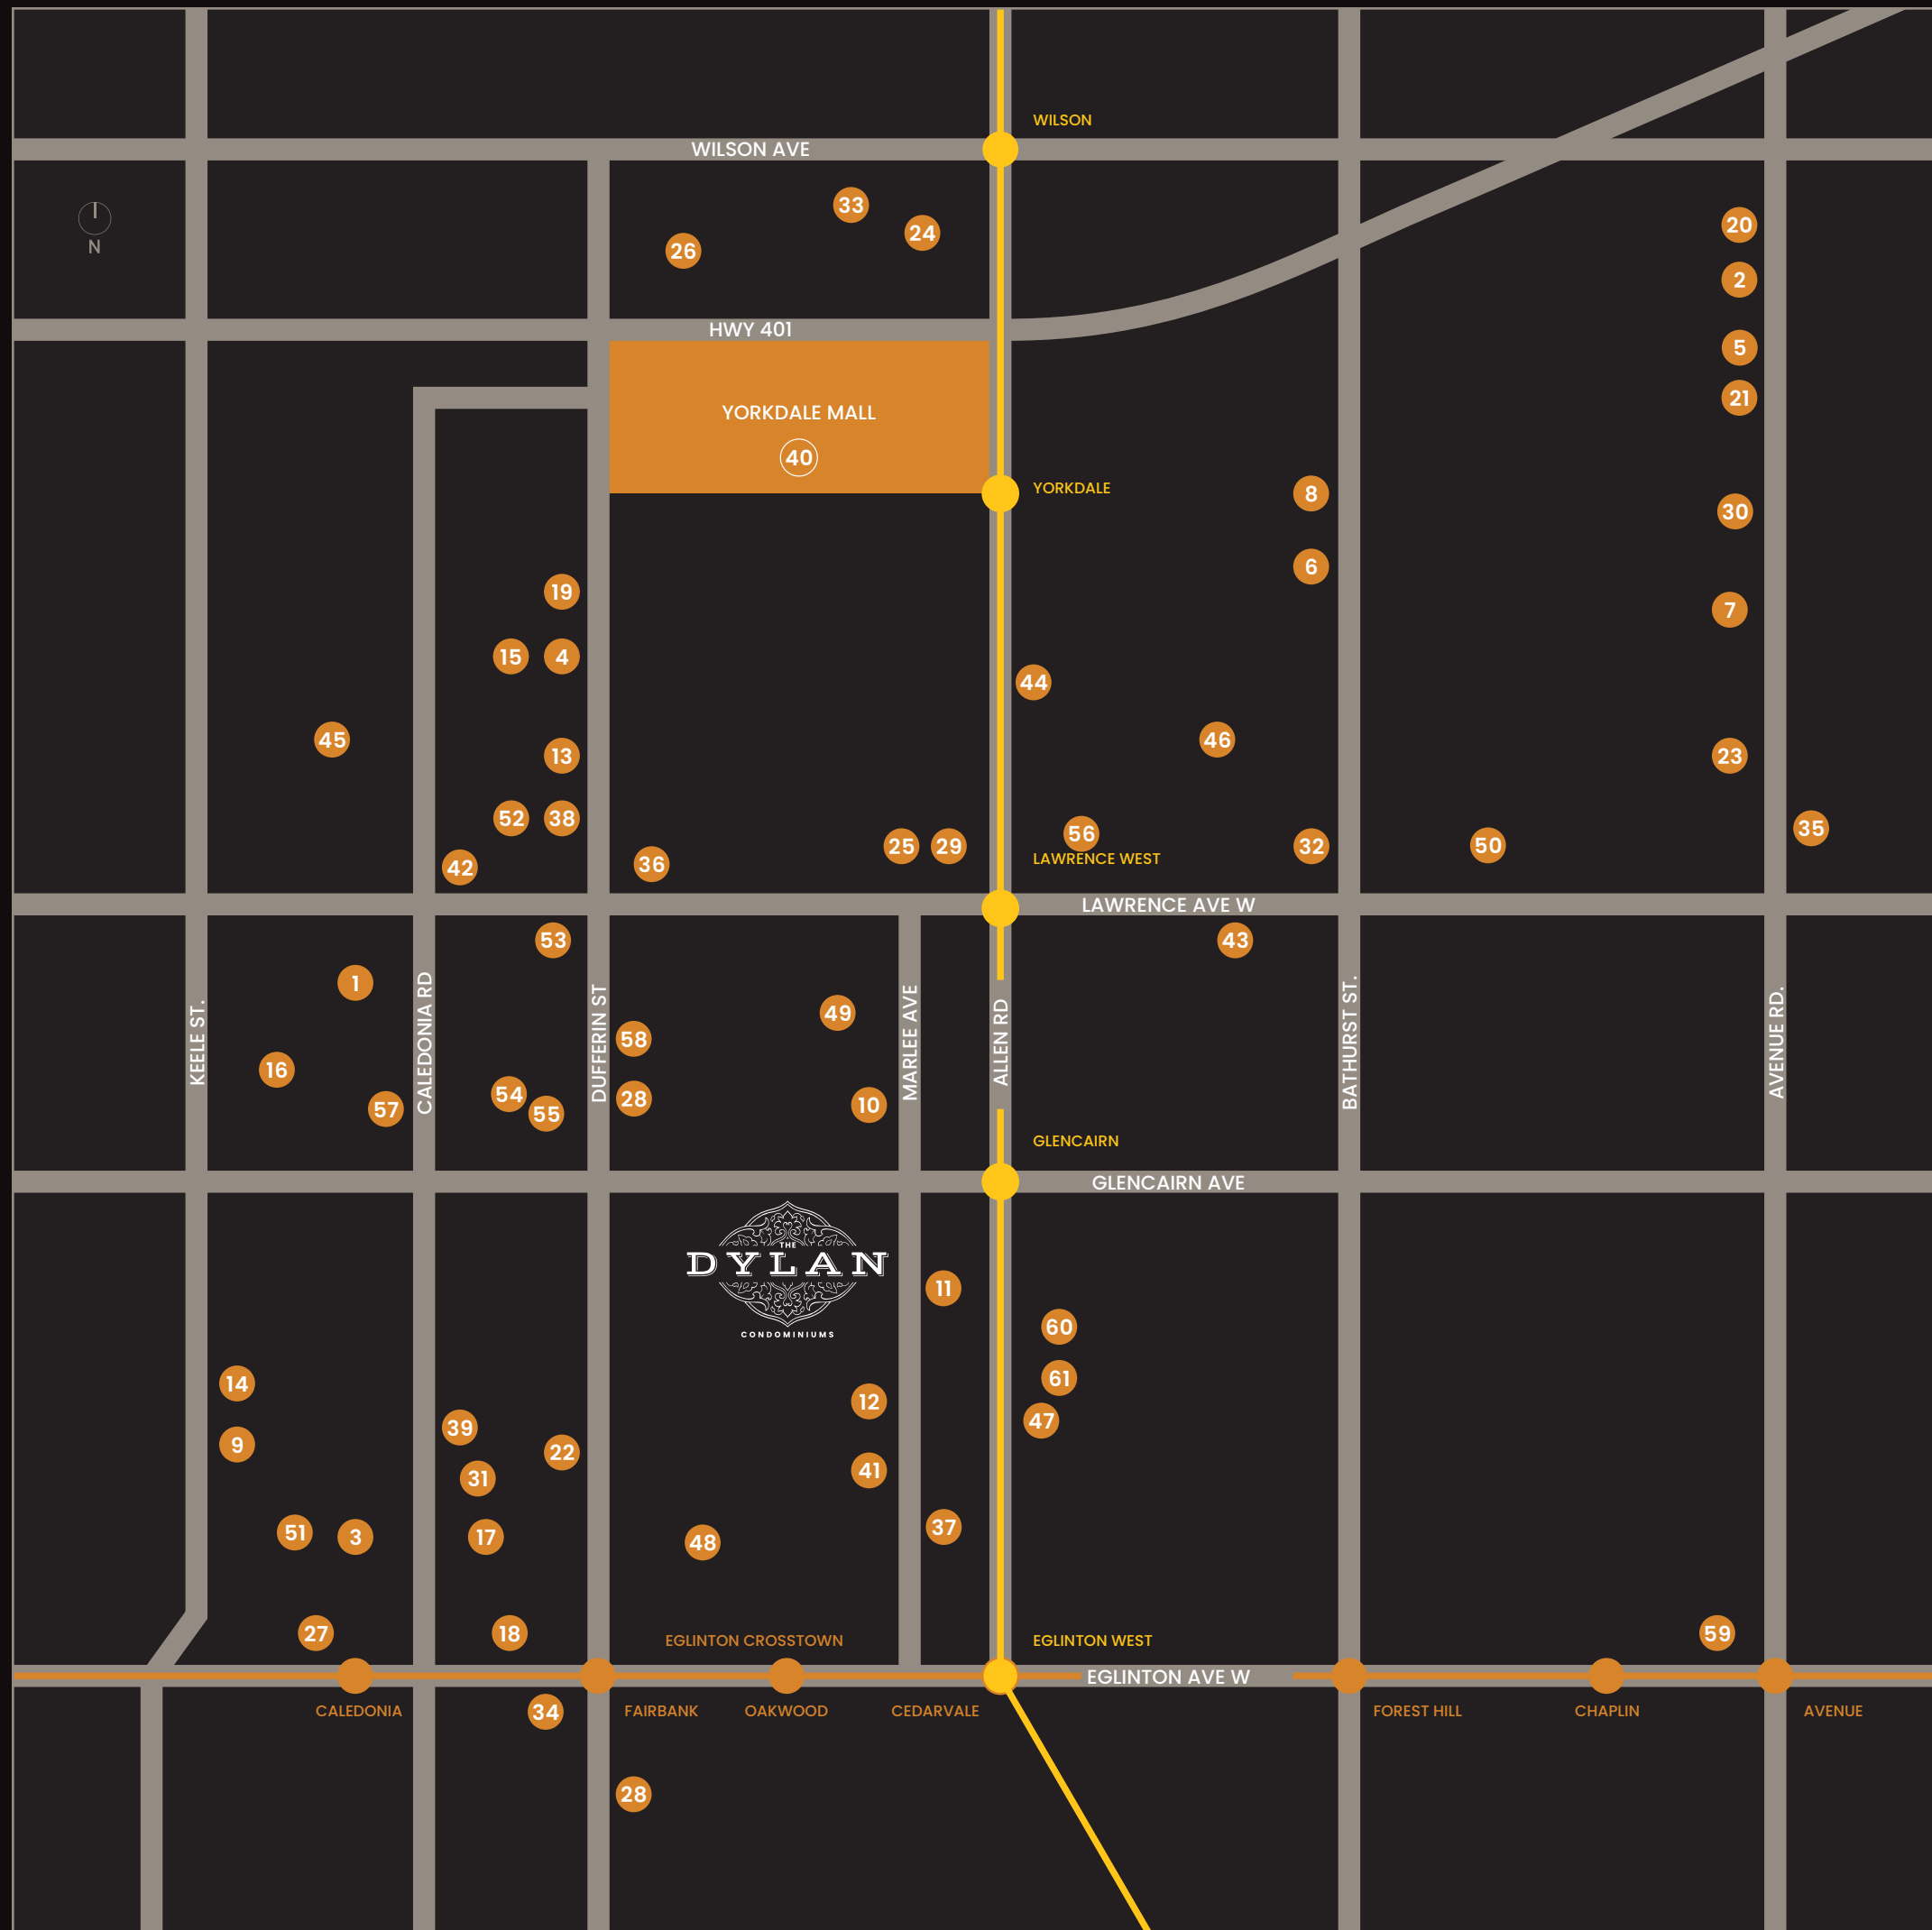 WILSON
WILSON AVE
33
20
24
N
26
2
HWY 401
5
21
YORKDALE MALL
40
YORKDALE
8
30
6
19
7
15
4
44
45
46
13
23
52
38
35
56
25
29
32
50
LAWRENCE WEST
36
42
LAWRENCE AVE W
53
43
1
49
58
KEELE ST.
CALEDONIA RD
DUFFERIN ST
MARLEE AVE
ALLEN RD
BATHURST ST.
AVENUE RD.
16
54
28
10
57
55
GLENCAIRN
GLENCAIRN AVE
THE
DYLAN
CONDOMINIUMS
11
60
14
61
12
47
39
9
22
41
31
37
51
3
17
48
27
18
59
EGLINTON CROSSTOWN
EGLINTON WEST
EGLINTON AVE W
CALEDONIA
34
FAIRBANK
OAKWOOD
CEDARVALE
FOREST HILL
CHAPLIN
AVENUE
28